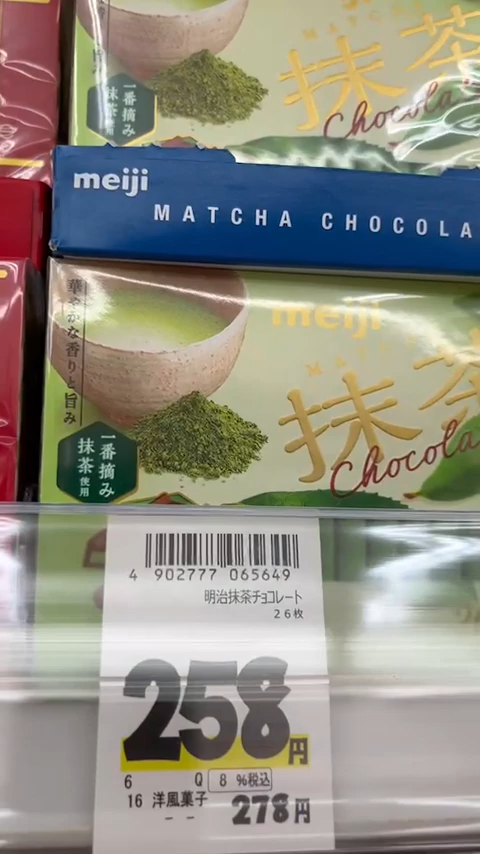 一番摘み
抹茶
MATCHA
抹茶
Chocola
meiji
MATCHA CHOCOLA
華やかな香りと旨み
meiji
抹茶
Chocola
一番摘み
抹茶使用
4 902777 065649
明治抹茶チョコレート
26枚
258円
6 Q 8 %税込
16 洋風菓子
-- 278円